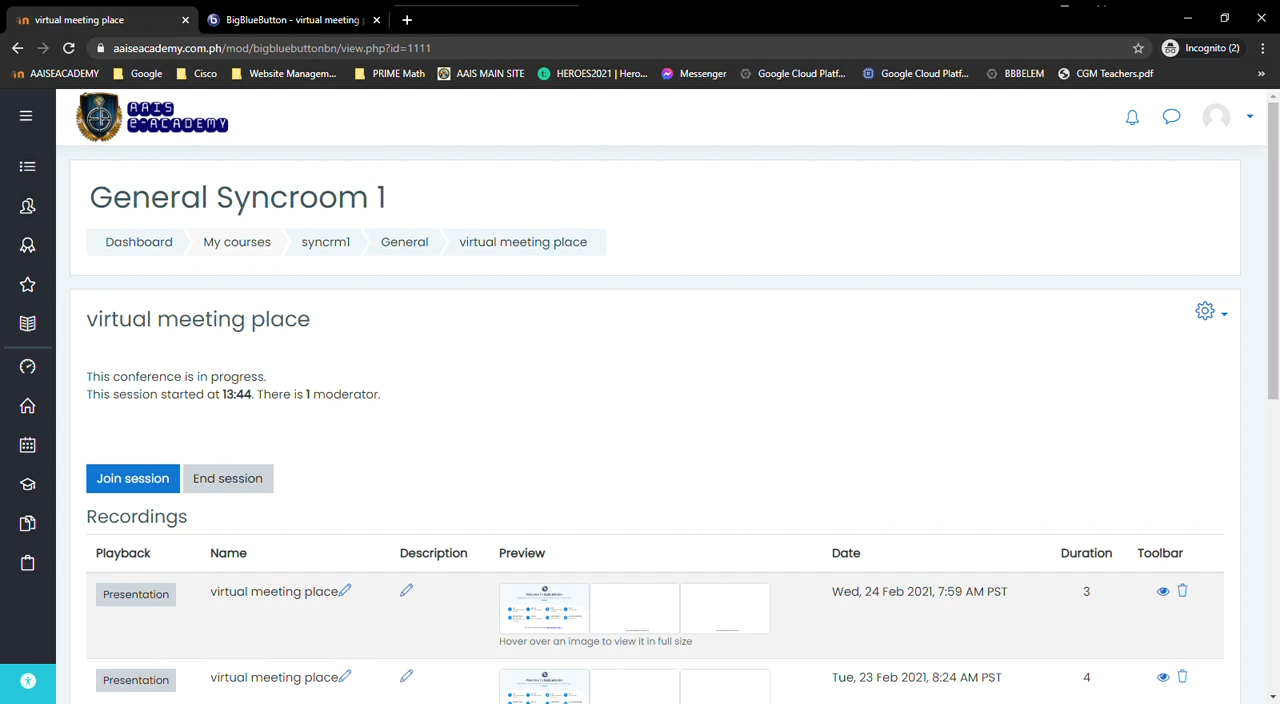 virtual meeting place
BigBlueButton - virtual meeting
aaiseacademy.com.ph/mod/bigbluebuttonbn/view.php?id=1111
Incognito (2)
AAISEACADEMY Google Cisco Website Managem... PRIME Math AAIS MAIN SITE HEROES2021 | Hero... Messenger Google Cloud Platf... Google Cloud Platf... BBBELEM CGM Teachers.pdf
AAIS
e-ACADEMY
General Syncroom 1
Dashboard My courses syncrm1 General virtual meeting place
virtual meeting place
This conference is in progress.
This session started at 13:44. There is 1 moderator.
Join session End session
Recordings
Playback Name Description Preview Date Duration Toolbar
Presentation virtual meeting place Wed, 24 Feb 2021, 7:59 AM PST 3
Hover over an image to view it in full size
Presentation virtual meeting place Tue, 23 Feb 2021, 8:24 AM PST 4